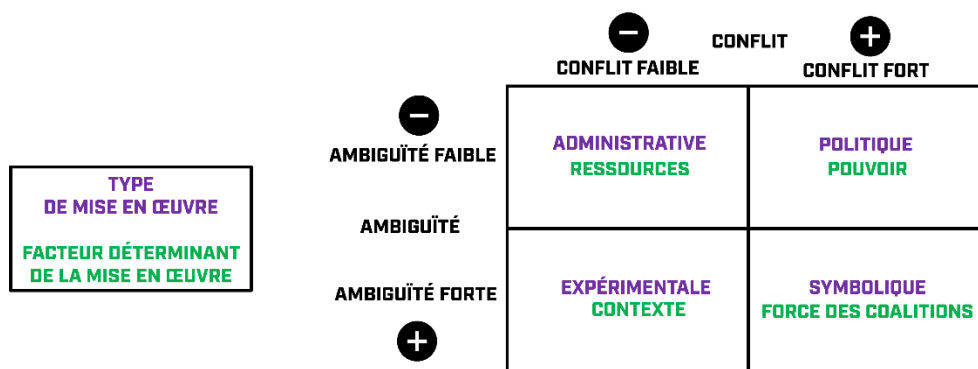 CONFLIT
CONFLIT FAIBLE
CONFLIT FORT
AMBIGUÏTÉ FAIBLE
ADMINISTRATIVE
RESSOURCES
POLITIQUE
POUVOIR
TYPE
DE MISE EN ŒUVRE
FACTEUR DÉTERMINANT
DE LA MISE EN ŒUVRE
AMBIGUÏTÉ
AMBIGUÏTÉ FORTE
EXPÉRIMENTALE
CONTEXTE
SYMBOLIQUE
FORCE DES COALITIONS